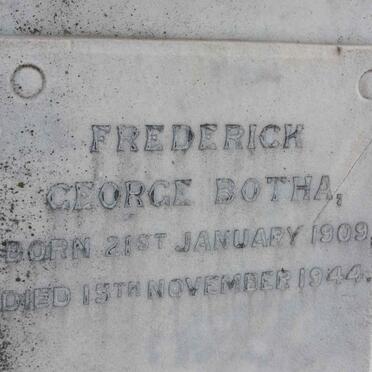 FREDERICK
GEORGE BOTHA,
BORN 21ST JANUARY 1909,
DIED 15TH NOVEMBER 1944.